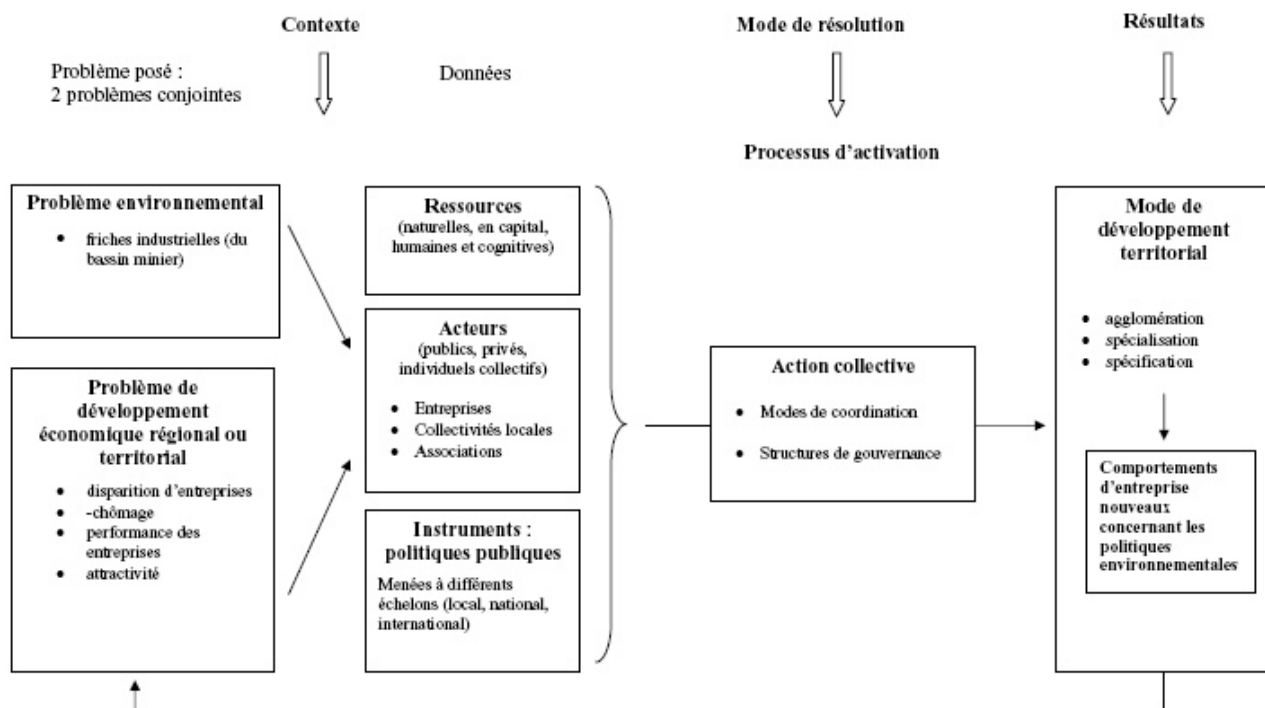 Contexte
Mode de résolution
Résultats
Problème posé :
2 problèmes conjointes
Données
Processus d'activation
Problème environnemental
• friches industrielles (du
bassin minier)
Problème de
développement
économique régional ou
territorial
• disparition d'entreprises
• -chômage
• performance des
entreprises
• attractivité
Ressources
(naturelles, en capital,
humaines et cognitives)
Acteurs
(publics, privés,
individuels collectifs)
• Entreprises
• Collectivités locales
• Associations
Instruments :
politiques publiques
Menées à différents
échelons (local, national,
international)
Action collective
• Modes de coordination
• Structures de gouvernance
Mode de
développement
territorial
• agglomération
• spécialisation
• spécification
Comportements
d'entreprise
nouveaux
concernant les
politiques
environnementales